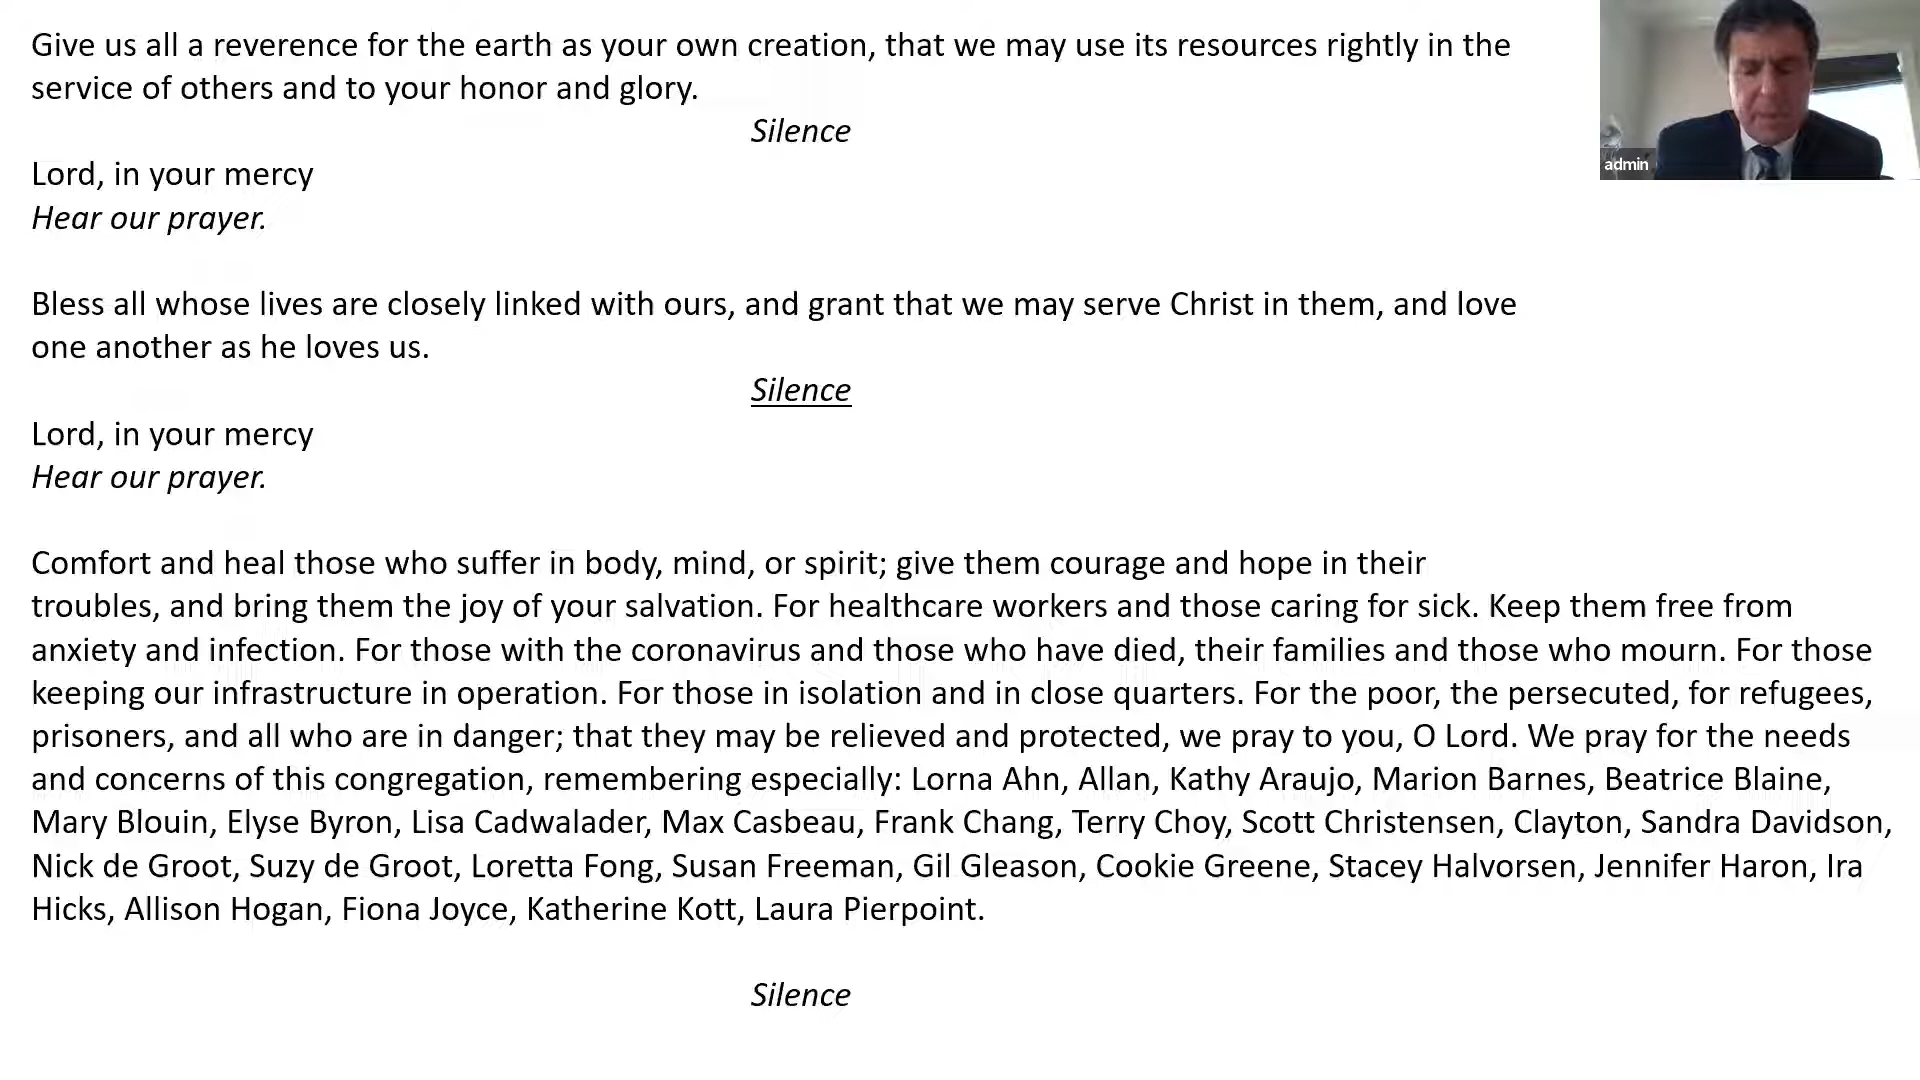 Give us all a reverence for the earth as your own creation, that we may use its resources rightly in the
service of others and to your honor and glory.
Silence
Lord, in your mercy
Hear our prayer.
Bless all whose lives are closely linked with ours, and grant that we may serve Christ in them, and love
one another as he loves us.
Silence
Lord, in your mercy
Hear our prayer.
Comfort and heal those who suffer in body, mind, or spirit; give them courage and hope in their
troubles, and bring them the joy of your salvation. For healthcare workers and those caring for sick. Keep them free from
anxiety and infection. For those with the coronavirus and those who have died, their families and those who mourn. For those
keeping our infrastructure in operation. For those in isolation and in close quarters. For the poor, the persecuted, for refugees,
prisoners, and all who are in danger; that they may be relieved and protected, we pray to you, O Lord. We pray for the needs
and concerns of this congregation, remembering especially: Lorna Ahn, Allan, Kathy Araujo, Marion Barnes, Beatrice Blaine,
Mary Blouin, Elyse Byron, Lisa Cadwalader, Max Casbeau, Frank Chang, Terry Choy, Scott Christensen, Clayton, Sandra Davidson,
Nick de Groot, Suzy de Groot, Loretta Fong, Susan Freeman, Gil Gleason, Cookie Greene, Stacey Halvorsen, Jennifer Haron, Ira
Hicks, Allison Hogan, Fiona Joyce, Katherine Kott, Laura Pierpoint.
Silence
admin